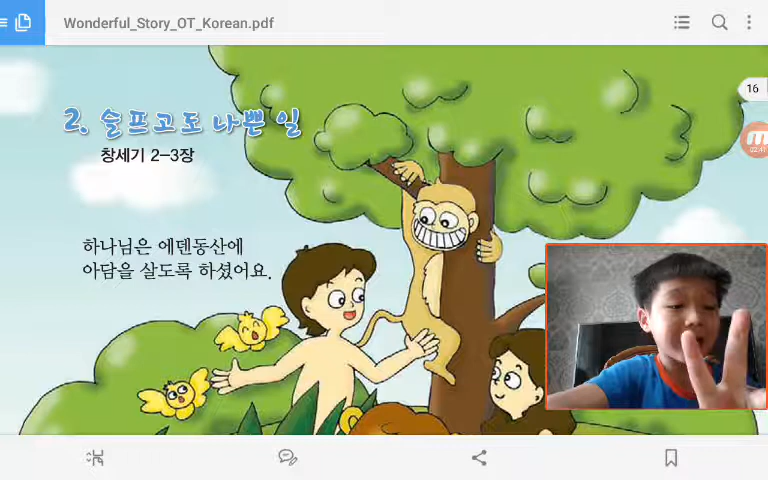 Wonderful_Story_OT_Korean.pdf
16
2. 슬프고도 나쁜 일
창세기 2-3장
하나님은 에덴동산에
아담을 살도록 하셨어요.